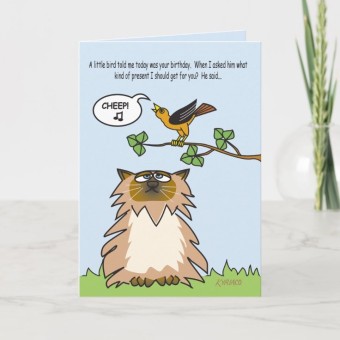 A little bird told me today was your birthday.  When I asked him what
kind of present I should get for you?  He said...
CHEEP!